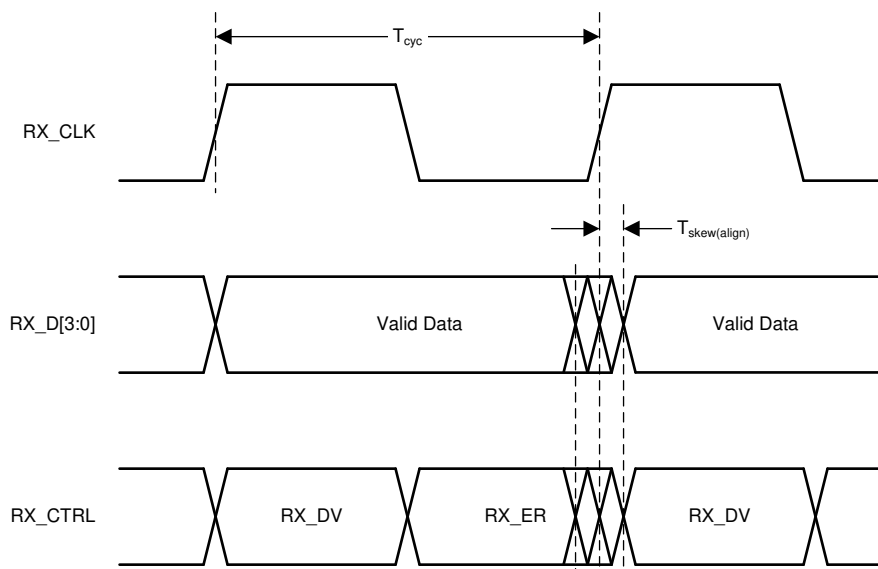 T_cyc
RX_CLK
T_skew(align)
RX_D[3:0]
Valid Data
Valid Data
RX_CTRL
RX_DV
RX_ER
RX_DV